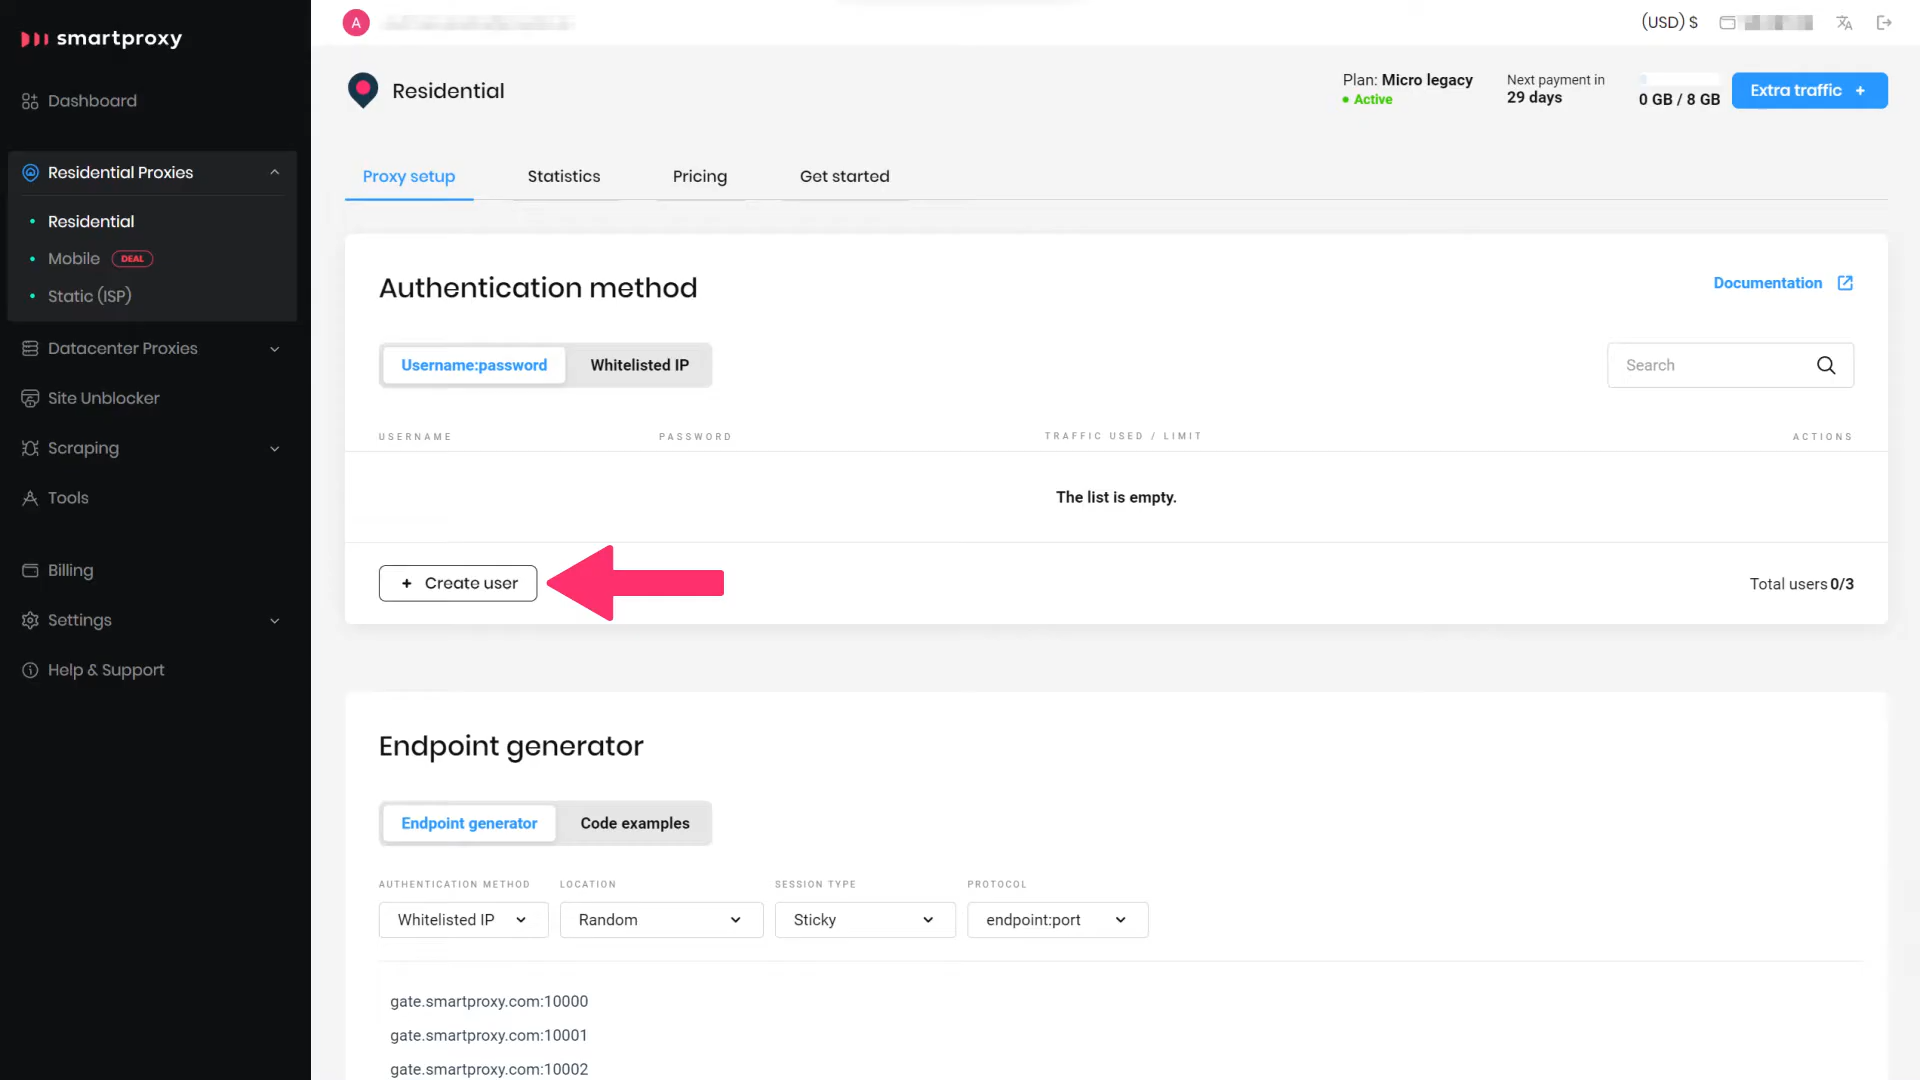 smartproxy
Dashboard
Residential Proxies
Residential
Mobile DEAL
Static (ISP)
Datacenter Proxies
Site Unblocker
Scraping
Tools
Billing
Settings
Help & Support
A
(USD) $
Residential
Plan: Micro legacy
Active
Next payment in
29 days
0 GB / 8 GB
Extra traffic +
Proxy setup Statistics Pricing Get started
Authentication method
Documentation
Username:password Whitelisted IP
Search
USERNAME PASSWORD TRAFFIC USED / LIMIT ACTIONS
The list is empty.
+ Create user
Total users 0/3
Endpoint generator
Endpoint generator Code examples
AUTHENTICATION METHOD LOCATION SESSION TYPE PROTOCOL
Whitelisted IP Random Sticky endpoint:port
gate.smartproxy.com:10000
gate.smartproxy.com:10001
gate.smartproxy.com:10002